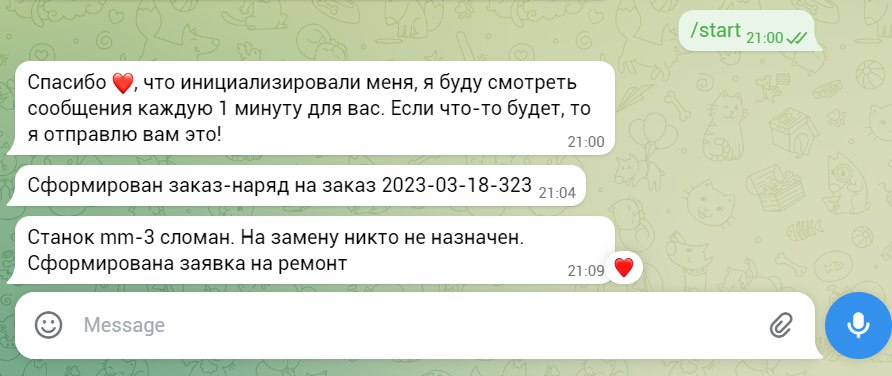 /start 21:00
Спасибо ❤️, что инициализировали меня, я буду смотреть
сообщения каждую 1 минуту для вас. Если что-то будет, то
я отправлю вам это!
21:00
Сформирован заказ-наряд на заказ 2023-03-18-323 21:04
Станок mm-3 сломан. На замену никто не назначен.
Сформирована заявка на ремонт
21:09 ❤️
Message